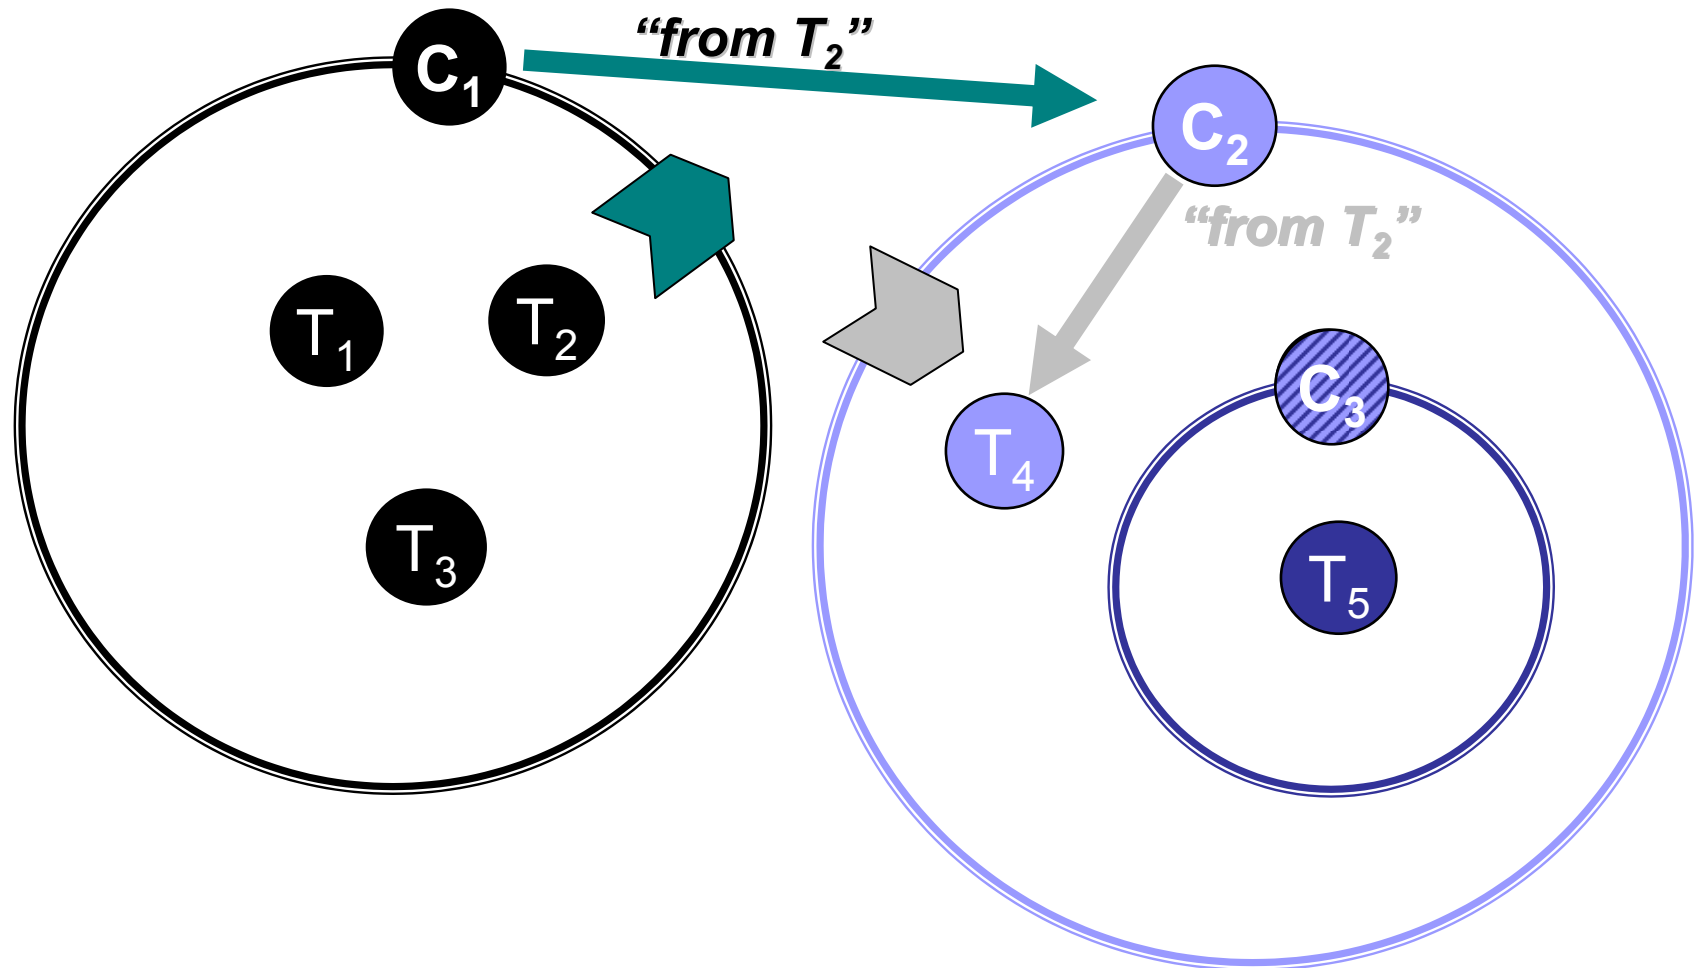 “from T₂”
C₁
C₂
“from T₂”
T₁
T₂
C₃
T₄
T₃
T₅